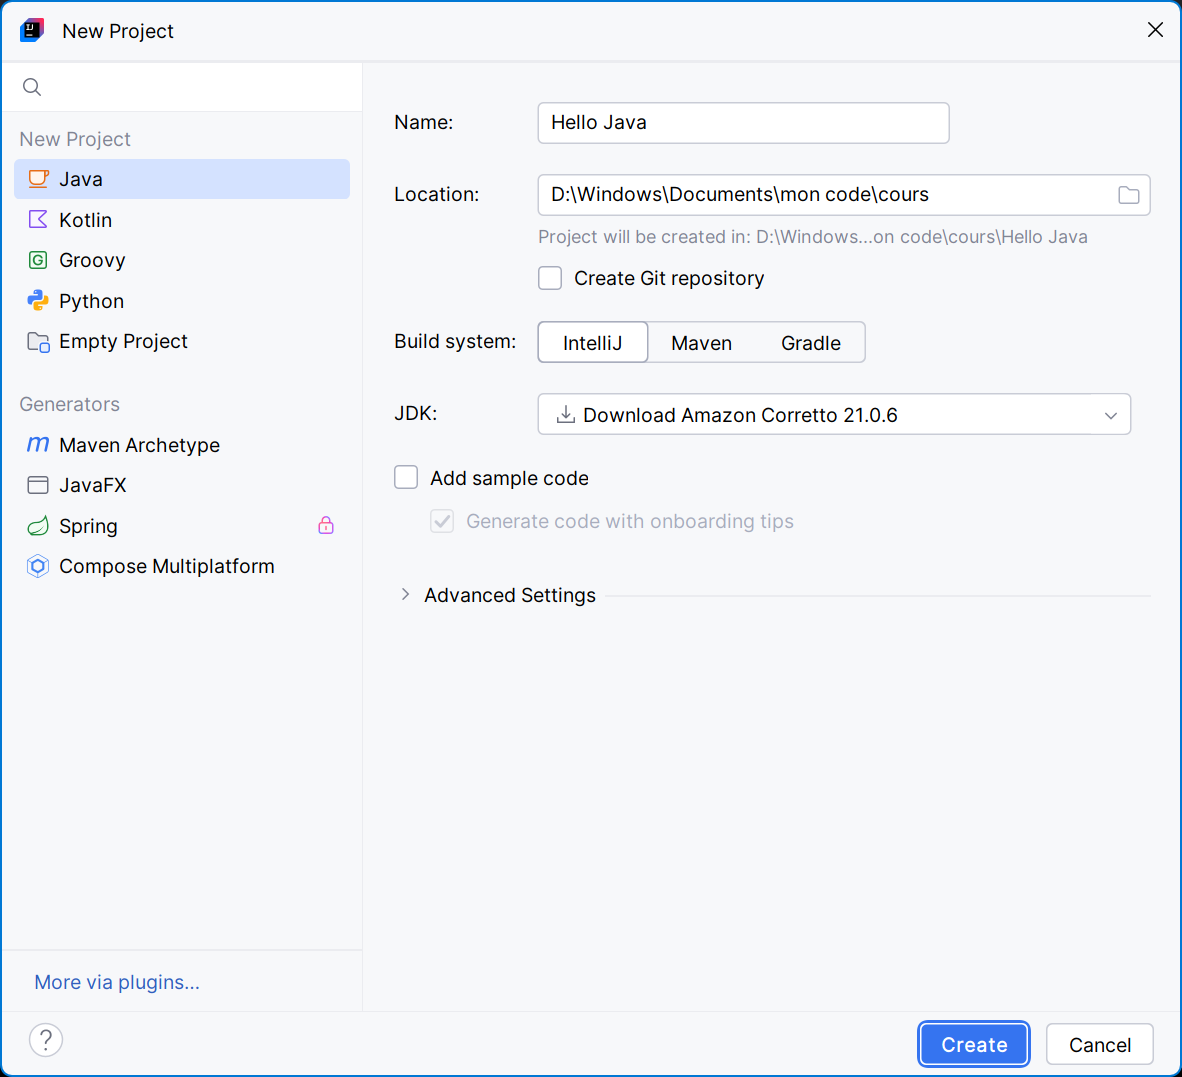 New Project
New Project
Java
Kotlin
Groovy
Python
Empty Project
Generators
Maven Archetype
JavaFX
Spring
Compose Multiplatform
More via plugins...
Name: Hello Java
Location: D:\Windows\Documents\mon code\cours
Project will be created in: D:\Windows...on code\cours\Hello Java
Create Git repository
Build system: IntelliJ Maven Gradle
JDK: Download Amazon Corretto 21.0.6
Add sample code
Generate code with onboarding tips
Advanced Settings
? Create Cancel